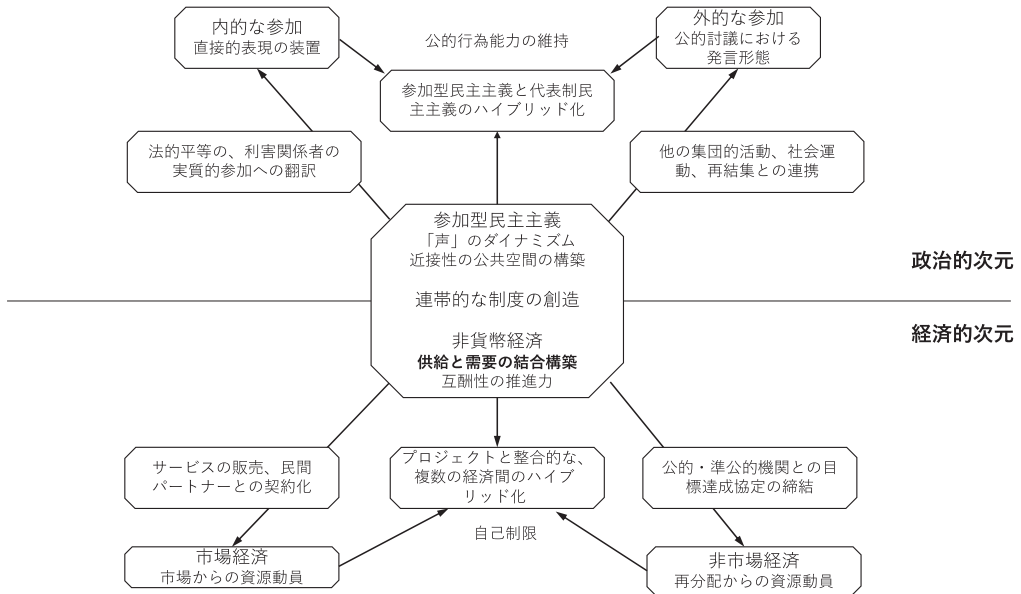 内的な参加
直接的表現の装置
公的行為能力の維持
外的な参加
公的討議における
発言形態
参加型民主主義と代表制民
主主義のハイブリッド化
法的平等の、利害関係者の
実質的参加への翻訳
他の集団的活動、社会運
動、再結集との連携
参加型民主主義
「声」のダイナミズム
近接性の公共空間の構築
連帯的な制度の創造
非貨幣経済
供給と需要の結合構築
互酬性の推進力
政治的次元
経済的次元
サービスの販売、民間
パートナーとの契約化
プロジェクトと整合的な、
複数の経済間のハイブ
リッド化
公的・準公的機関との目
標達成協定の締結
自己制限
市場経済
市場からの資源動員
非市場経済
再分配からの資源動員